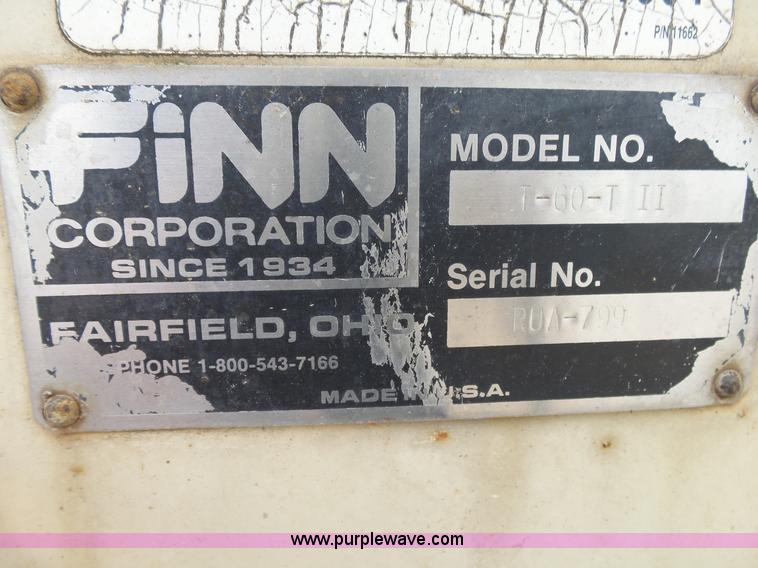 P/N 11662
FiNN
CORPORATION
SINCE 1934
FAIRFIELD, OHIO
PHONE 1-800-543-7166
MADE IN U.S.A.
MODEL NO.
T-60-T II
Serial No.
RUA-799
www.purplewave.com